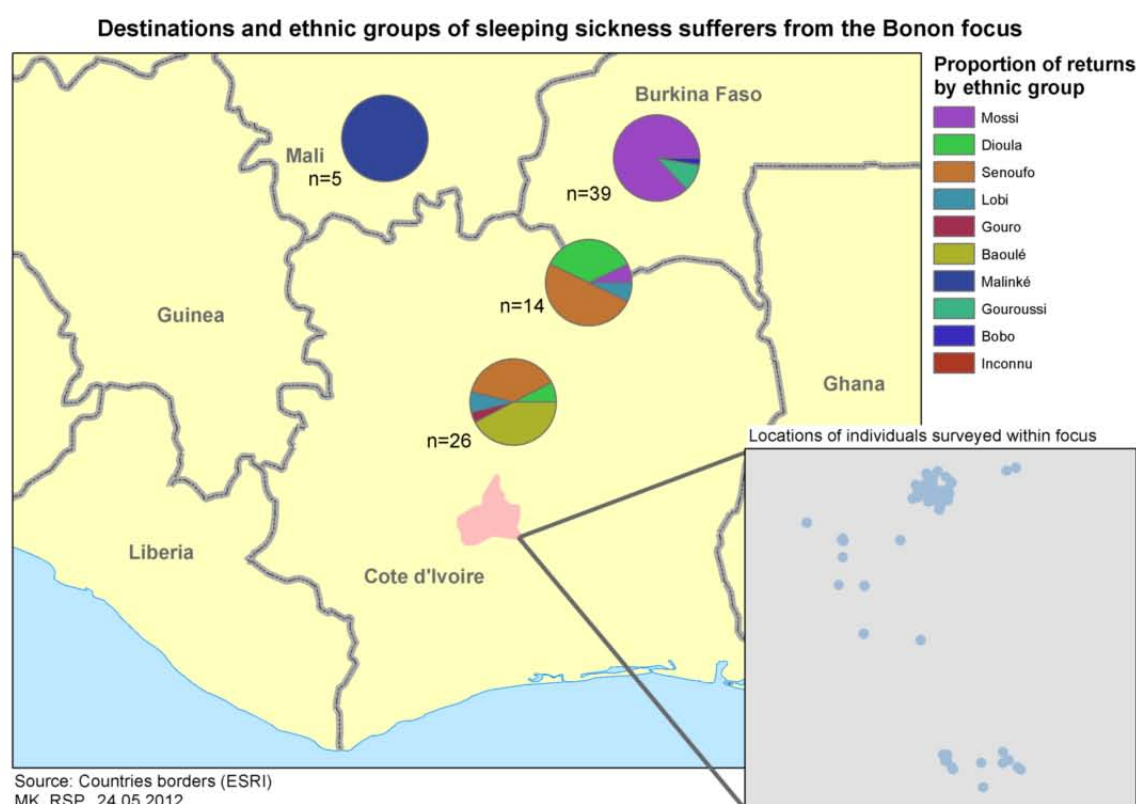 Destinations and ethnic groups of sleeping sickness sufferers from the Bonon focus
Proportion of returns
by ethnic group
Mossi
Dioula
Senoufo
Lobi
Gouro
Baoulé
Malinké
Gouroussi
Bobo
Inconnu
Burkina Faso
Mali
n=5
n=39
n=14
Guinea
Ghana
n=26
Locations of individuals surveyed within focus
Liberia
Cote d'Ivoire
Source: Countries borders (ESRI)
MK, RSP, 24.05.2012